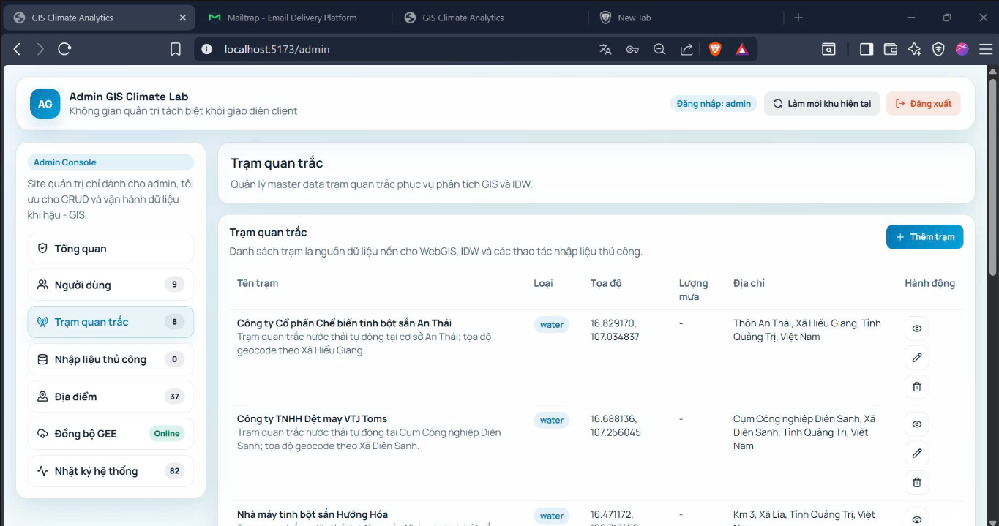 GIS Climate Analytics
Mailtrap - Email Delivery Platform
GIS Climate Analytics
New Tab
localhost:5173/admin
AG
Admin GIS Climate Lab
Không gian quản trị tách biệt khỏi giao diện client
Đăng nhập: admin
Làm mới khu hiện tại
Đăng xuất
Admin Console
Site quản trị chỉ dành cho admin, tối
ưu cho CRUD và vận hành dữ liệu
khí hậu - GIS.
Tổng quan
Người dùng 9
Trạm quan trắc 8
Nhập liệu thủ công 0
Địa điểm 37
Đồng bộ GEE Online
Nhật ký hệ thống 82
Trạm quan trắc
Quản lý master data trạm quan trắc phục vụ phân tích GIS và IDW.
Trạm quan trắc
Danh sách trạm là nguồn dữ liệu nền cho WebGIS, IDW và các thao tác nhập liệu thủ công.
+ Thêm trạm
Tên trạm
Loại
Tọa độ
Lượng
mưa
Địa chỉ
Hành động
Công ty Cổ phần Chế biến tinh bột sắn An Thái
Trạm quan trắc nước thải tự động tại cơ sở An Thái; tọa độ
geocode theo Xã Hiếu Giang.
water
16.829170,
107.034837
-
Thôn An Thái, Xã Hiếu Giang, Tỉnh
Quảng Trị, Việt Nam
Công ty TNHH Dệt may VTJ Toms
Trạm quan trắc nước thải tự động tại Cụm Công nghiệp Diên
Sanh; tọa độ geocode theo Xã Diên Sanh.
water
16.688136,
107.256045
-
Cụm Công nghiệp Diên Sanh, Xã
Diên Sanh, Tỉnh Quảng Trị, Việt
Nam
Nhà máy tinh bột sắn Hướng Hóa
water
16.471172,
-
Km 3, Xã Lìa, Tỉnh Quảng Trị, Việt